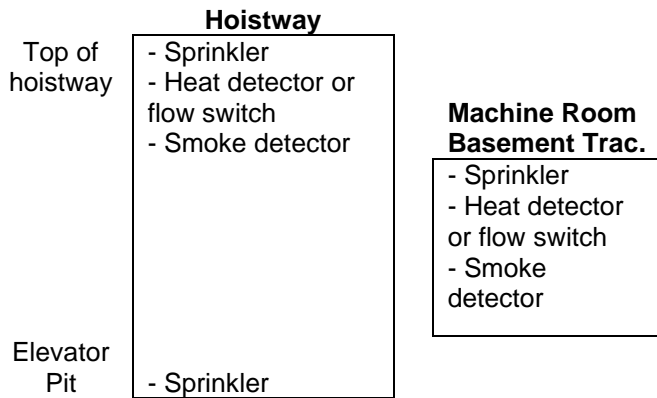 Hoistway
Top of
hoistway
- Sprinkler
- Heat detector or
flow switch
- Smoke detector
Machine Room
Basement Trac.
- Sprinkler
- Heat detector
or flow switch
- Smoke
detector
Elevator
Pit
- Sprinkler